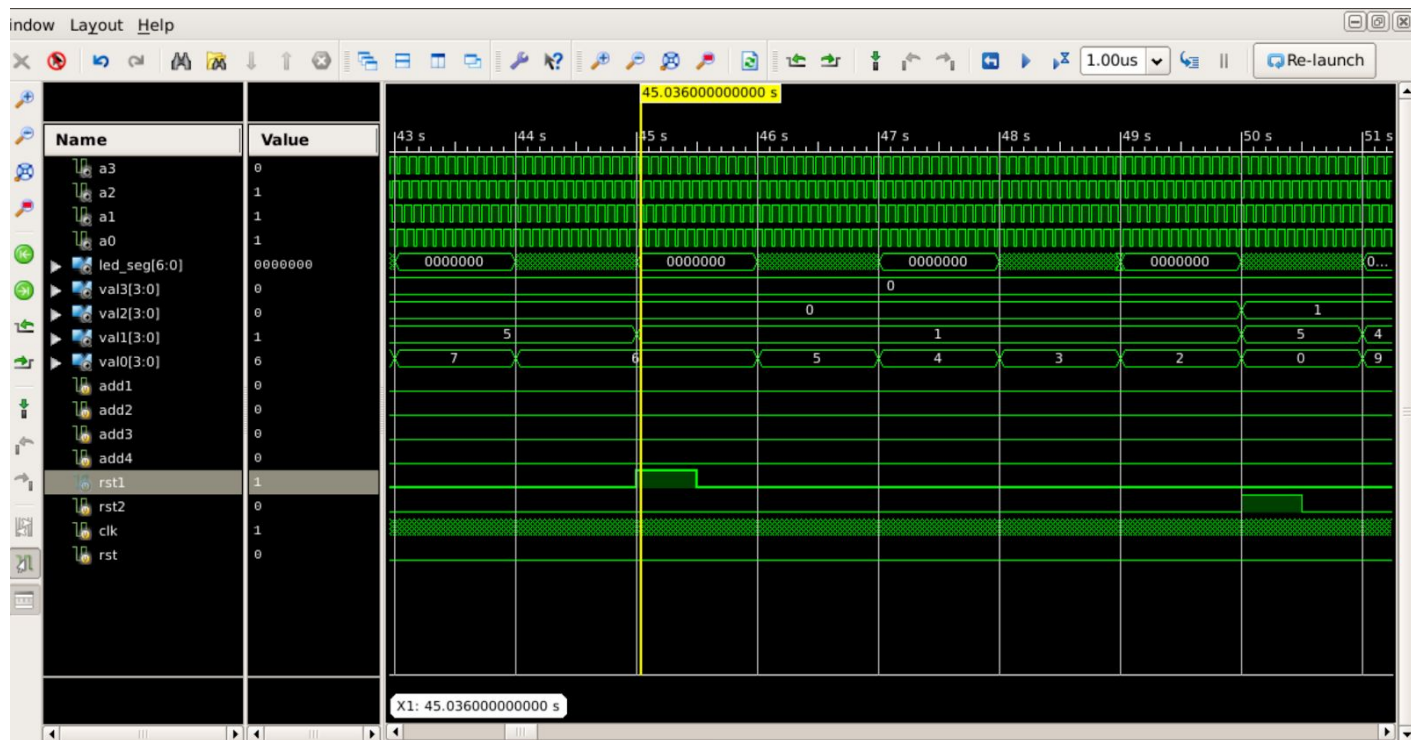 indow Layout Help
1.00us Re-launch
45.036000000000 s
Name Value 43 s 44 s 45 s 46 s 47 s 48 s 49 s 50 s 51 s
a3 0
a2 1
a1 1
a0 1
led_seg[6:0] 0000000 0000000 0000000 0000000 0000000 0...
val3[3:0] 0 0
val2[3:0] 0 0 1
val1[3:0] 1 5 1 5 4
val0[3:0] 6 7 6 5 4 3 2 0 9
add1 0
add2 0
add3 0
add4 0
rst1 1
rst2 0
clk 1
rst 0
X1: 45.036000000000 s